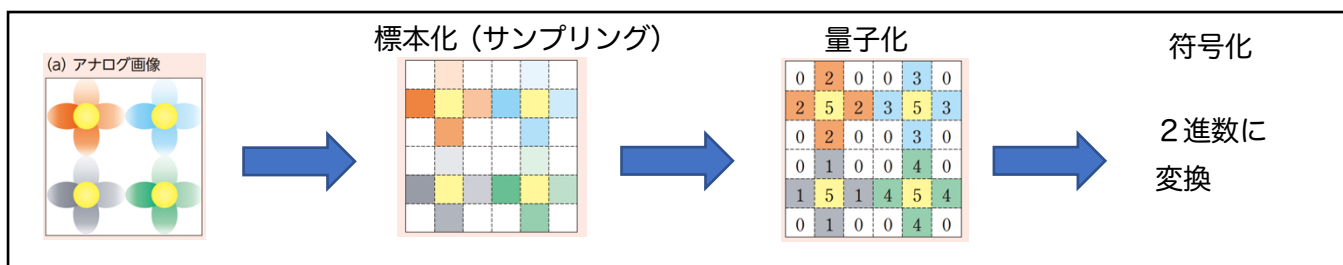 (a) アナログ画像
標本化（サンプリング）
量子化
0 2 0 0 3 0
2 5 2 3 5 3
0 2 0 0 3 0
0 1 0 0 4 0
1 5 1 4 5 4
0 1 0 0 4 0
符号化
２進数に
変換